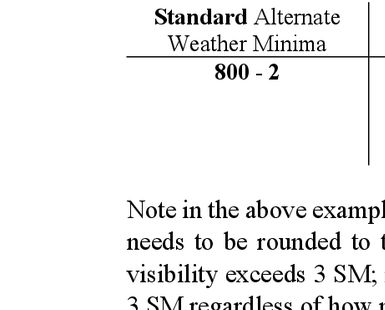 Standard Alternate
Weather Minima
800 - 2
Note in the above exampl
needs to be rounded to t
visibility exceeds 3 SM;
3 SM regardless of how